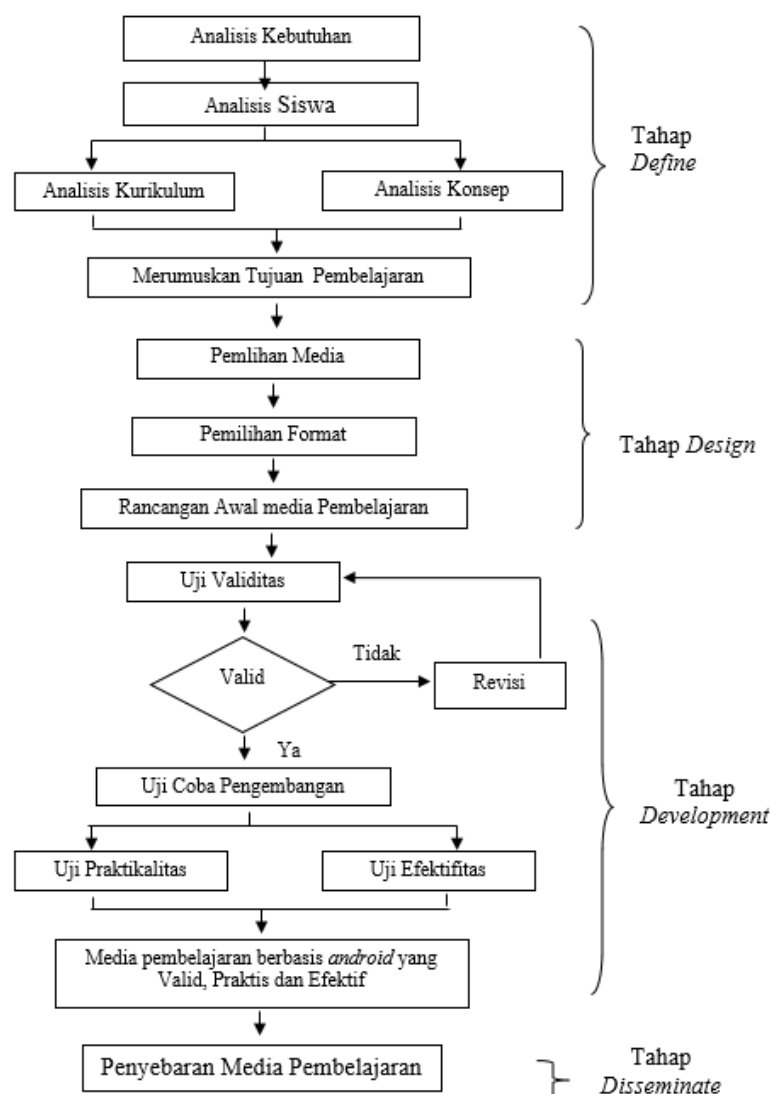 Analisis Kebutuhan
Analisis Siswa
Tahap
Define
Analisis Kurikulum
Analisis Konsep
Merumuskan Tujuan Pembelajaran
Pemlihan Media
Pemilihan Format
Tahap Design
Rancangan Awal media Pembelajaran
Uji Validitas
Tidak
Valid
Revisi
Ya
Uji Coba Pengembangan
Tahap
Development
Uji Praktikalitas
Uji Efektifitas
Media pembelajaran berbasis android yang
Valid, Praktis dan Efektif
Penyebaran Media Pembelajaran
Tahap
Disseminate